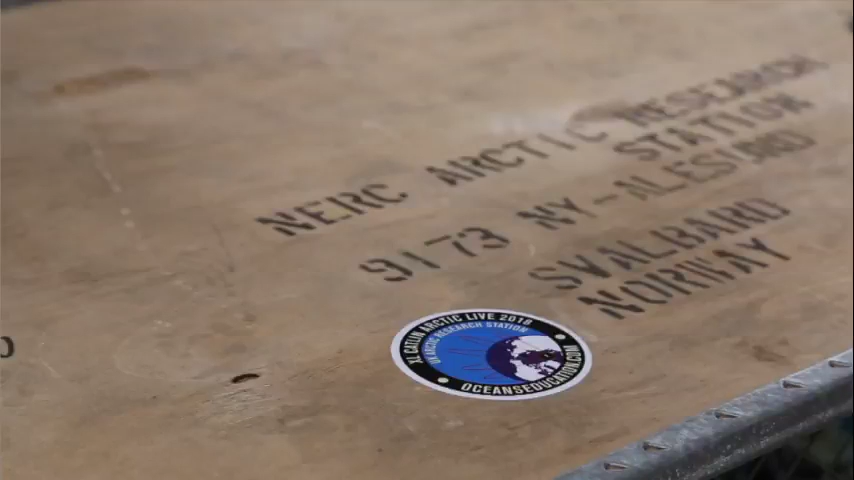 NERC ARCTIC RESEARCH
STATION
9173 NY-ALESUND
SVALBARD
NORWAY
XL CATLIN ARCTIC LIVE 2018
UK ARCTIC RESEARCH STATION
OCEANSEDUCATION.COM